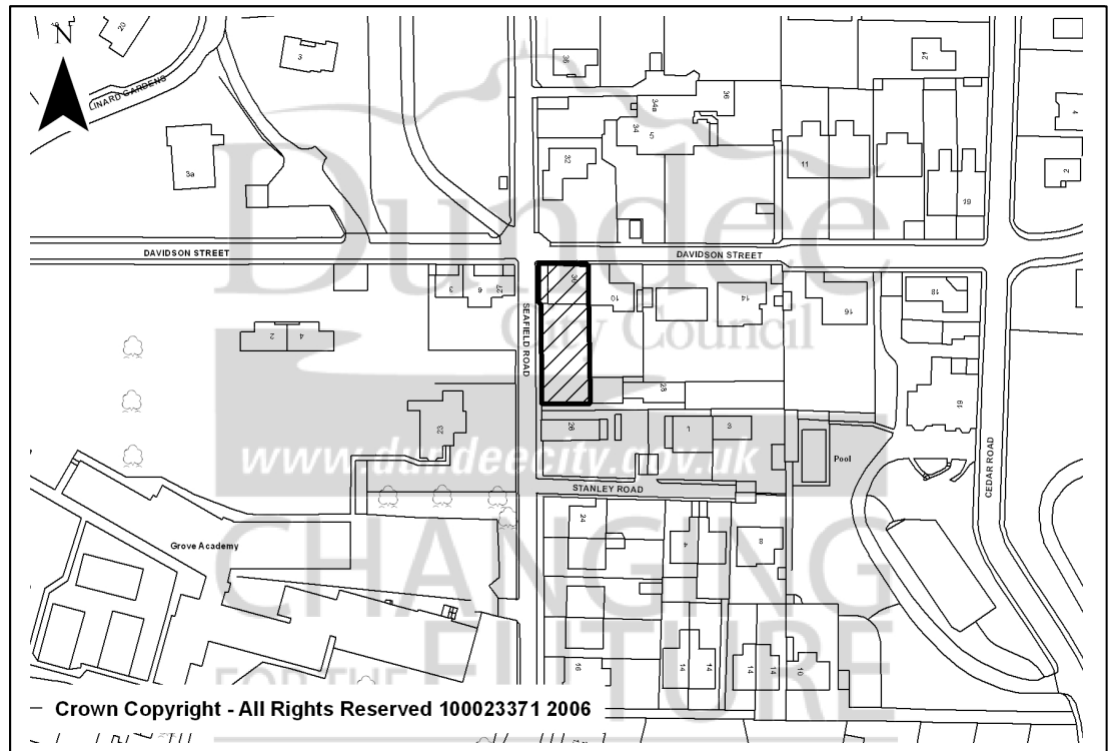 N
20
3
LINARD GARDENS
3a
36
34a
36
34
5
32
21
11
19
4
2
Dundee
DAVIDSON STREET
DAVIDSON STREET
3
6
27
10
14
16
18
City Council
SEAFIELD ROAD
2
4
25
19
23
26
1
www.dundeecity.gov.uk
Pool
CEDAR ROAD
STANLEY ROAD
Grove Academy
24
4
8
CHANGING
FOR THE FUTURE
16
14
14
14
14
10
Crown Copyright - All Rights Reserved 100023371 2006